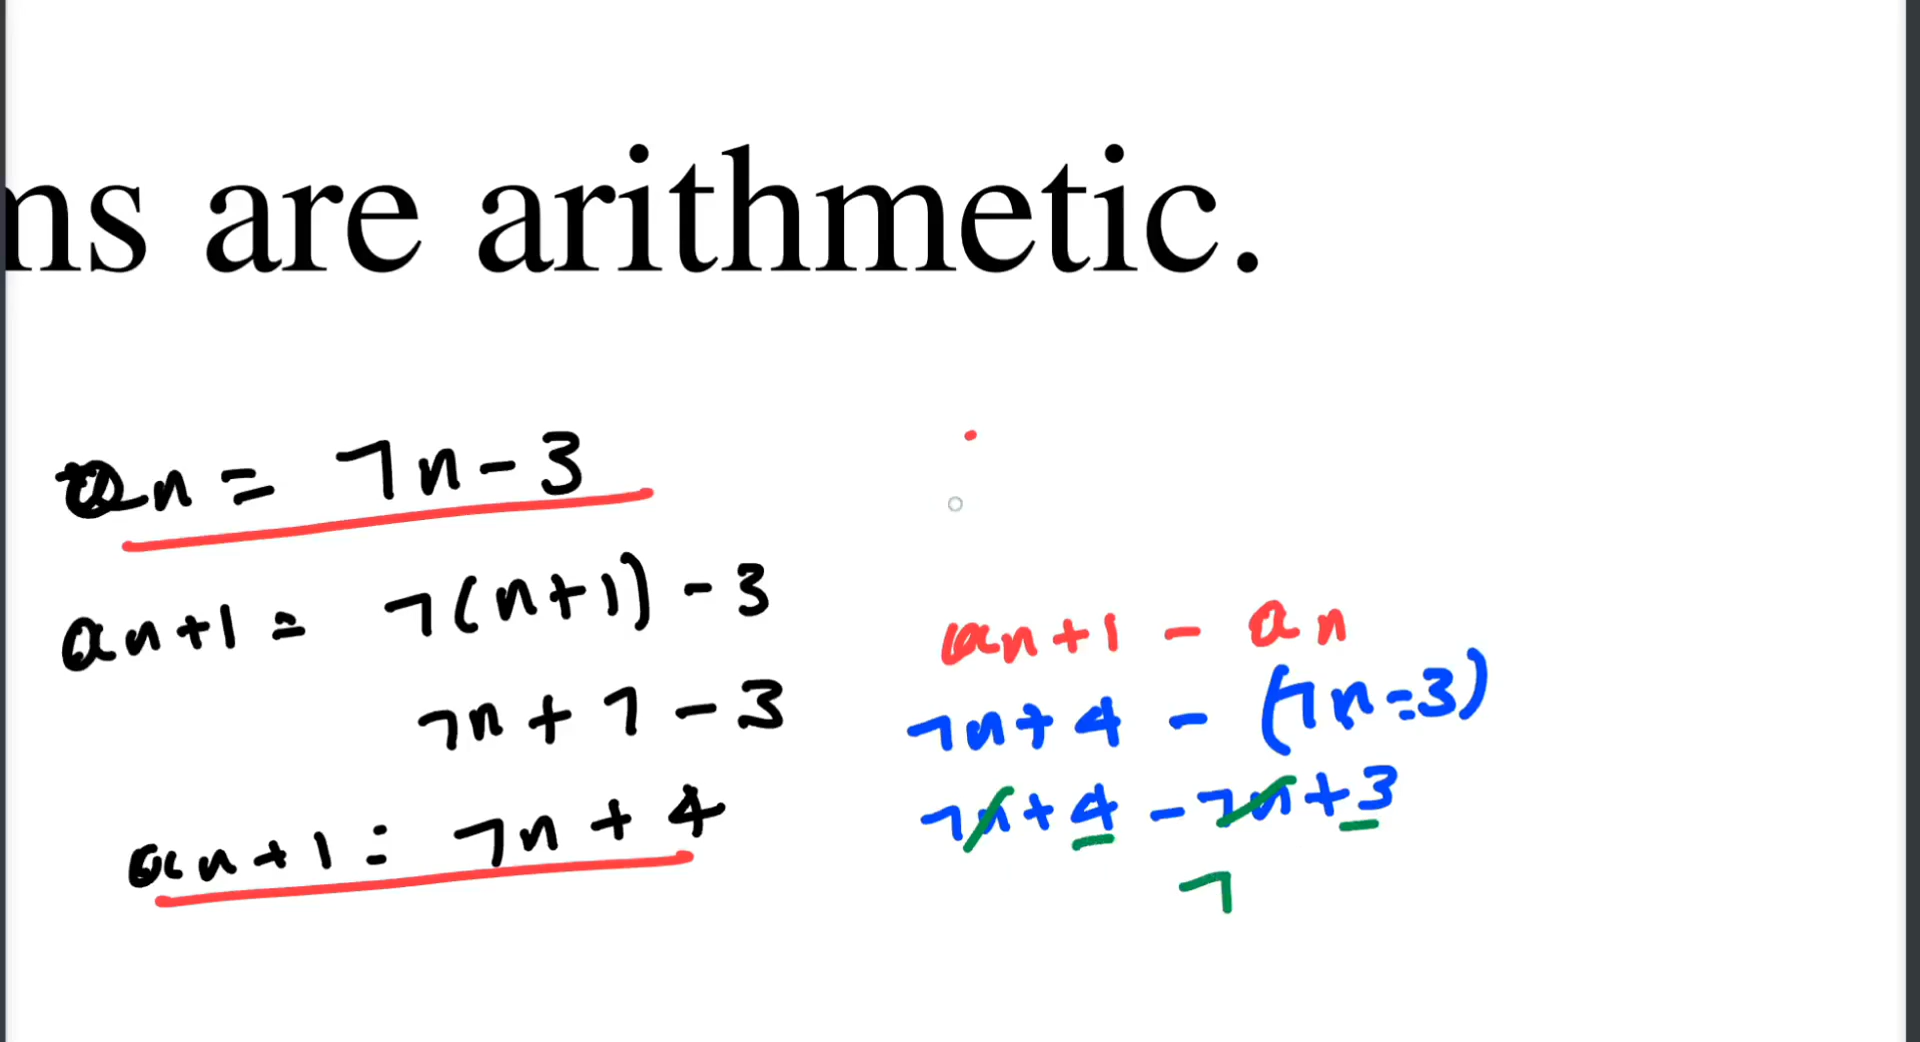 ms are arithmetic.
an = 7n - 3
an+1 = 7(n+1) - 3
7n + 7 - 3
an+1 = 7n + 4
an+1 - an
7n+4 - (7n-3)
7n+4 - 7n+3
7